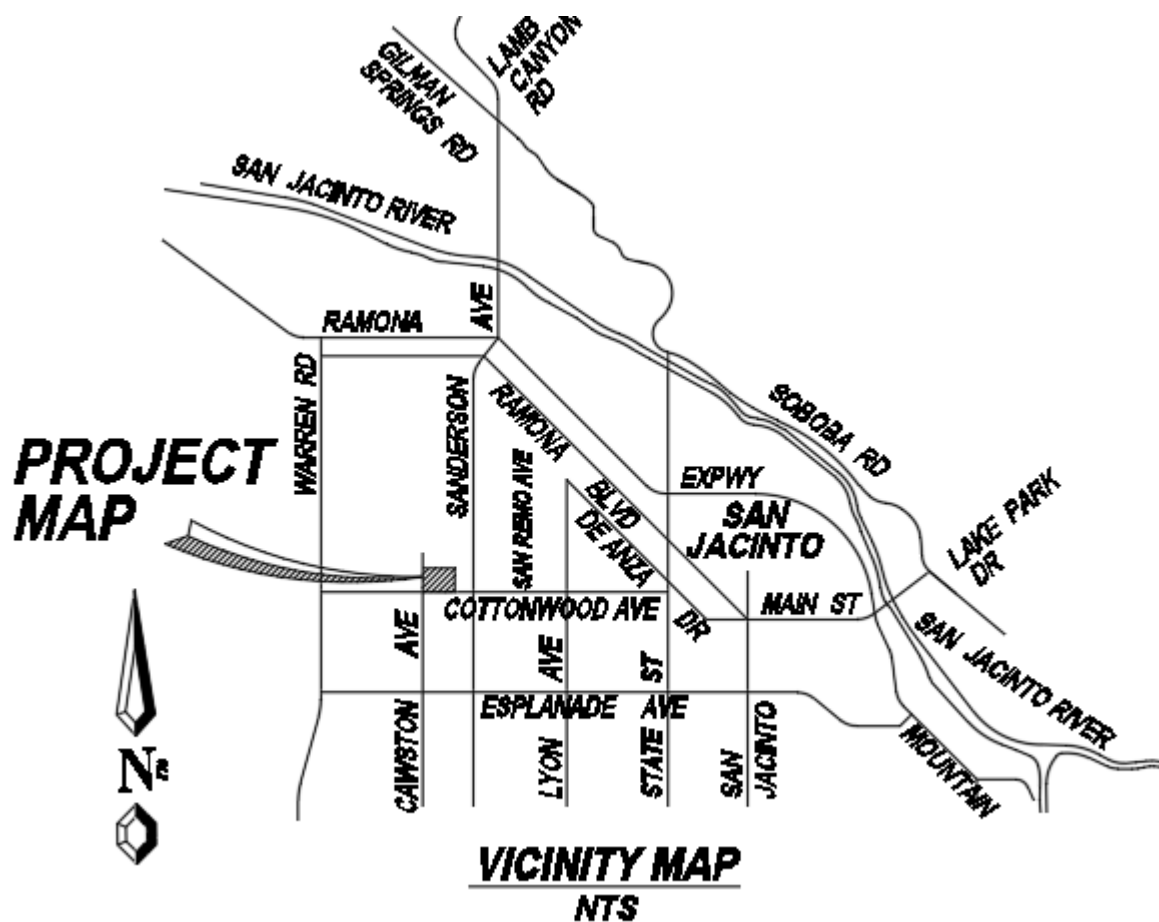 LAMB
CANYON
RD
GILMAN
SPRINGS RD
SAN JACINTO RIVER
RAMONA
AVE
WARREN RD
SANDERSON
RAMONA
BLVD
SOBOBA RD
EXPWY
SAN
JACINTO
LAKE PARK
DR
PROJECT
MAP
SAN REMO AVE
DE ANZA
DR
COTTONWOOD AVE
MAIN ST
AVE
AVE
ST
SAN JACINTO RIVER
ESPLANADE AVE
CAWSTON
LYON
STATE
SAN
JACINTO
MOUNTAIN
N
VICINITY MAP
NTS